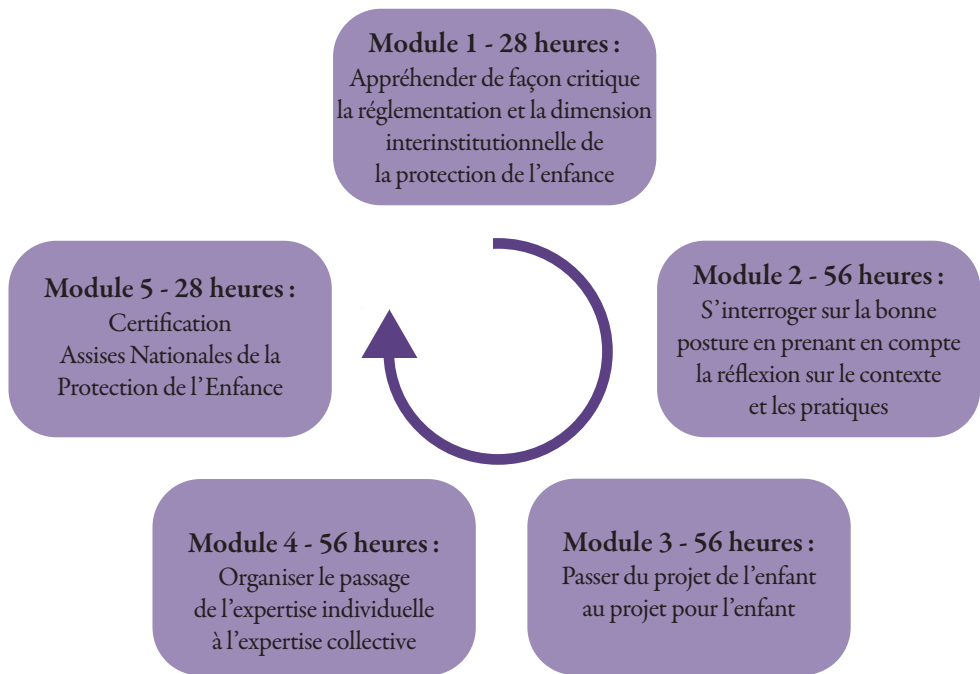 Module 1 - 28 heures :
Appréhender de façon critique
la réglementation et la dimension
interinstitutionnelle de
la protection de l’enfance
Module 2 - 56 heures :
S’interroger sur la bonne
posture en prenant en compte
la réflexion sur le contexte
et les pratiques
Module 3 - 56 heures :
Passer du projet de l’enfant
au projet pour l’enfant
Module 4 - 56 heures :
Organiser le passage
de l’expertise individuelle
à l’expertise collective
Module 5 - 28 heures :
Certification
Assises Nationales de la
Protection de l’Enfance